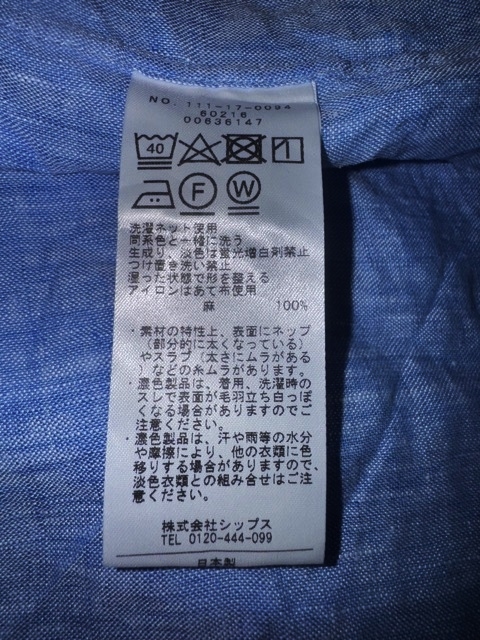 NO. 111-17-0094
60216
00636147
40
F W
洗濯ネット使用
同系色と一緒に洗う
生成り、淡色は蛍光増白剤禁止
つけ置き洗い禁止
湿った状態で形を整える
アイロンはあて布使用
麻 100%
・素材の特性上、表面にネップ
(部分的に太くなっている)
やスラブ(太さにムラがある
)などの糸ムラがあります。
・濃色製品は、着用、洗濯時の
スレで表面が毛羽立ち白っぽ
くなる場合がありますのでご
注意ください。
・濃色製品は、汗や雨等の水分
や摩擦により、他の衣類に色
移りする場合がありますので、
淡色衣類との組み合せはご注
意ください。
株式会社シップス
TEL 0120-444-099
日本製